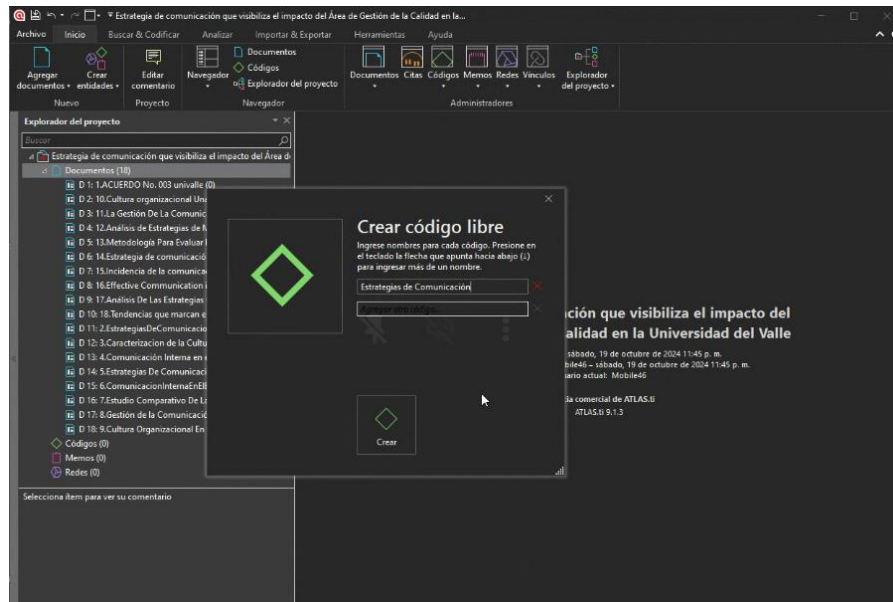 Estrategia de comunicación que visibiliza el impacto del Área de Gestión de la Calidad en la...
Archivo Inicio Buscar & Codificar Analizar Importar & Exportar Herramientas Ayuda
Agregar documentos
Crear entidades
Editar comentario
Navegador
Documentos
Códigos
Explorador del proyecto
Documentos Citas Códigos Memos Redes Vínculos
Explorador del proyecto
Nuevo Proyecto Navegador Administradores
Explorador del proyecto
Buscar
Estrategia de comunicación que visibiliza el impacto del Área d
Documentos (18)
D 1: 1.ACUERDO No. 003 univalle (0)
D 2: 10.Cultura organizacional Un
D 3: 11.La Gestión De La Comunic
D 4: 12.Análisis de Estrategias de
D 5: 13.Metodología Para Evaluar
D 6: 14.Estrategia de comunicació
D 7: 15.Incidencia de la comunica
D 8: 16.Effective Communication
D 9: 17.Análisis De Las Estrategias
D 10: 18.Tendencias que marcan e
D 11: 2.EstrategiasDeComunicacio
D 12: 3.Caracterizacion de la Cultu
D 13: 4.Comunicación Interna en
D 14: 5.Estrategias De Comunicaci
D 15: 6.ComunicacionInternaEnElE
D 16: 7.Estudio Comparativo De L
D 17: 8.Gestión de la Comunicació
D 18: 9.Cultura Organizacional En
Códigos (0)
Memos (0)
Redes (0)
Selecciona ítem para ver su comentario
Crear código libre
Ingrese nombres para cada código. Presione en
el teclado la flecha que apunta hacia abajo (↓)
para ingresar más de un nombre.
Estrategias de Comunicación
Agregar otro código...
Crear
ción que visibiliza el impacto del
alidad en la Universidad del Valle
sábado, 19 de octubre de 2024 11:45 p. m.
bile46 – sábado, 19 de octubre de 2024 11:45 p. m.
ario actual: Mobile46
ia comercial de ATLAS.ti
ATLAS.ti 9.1.3